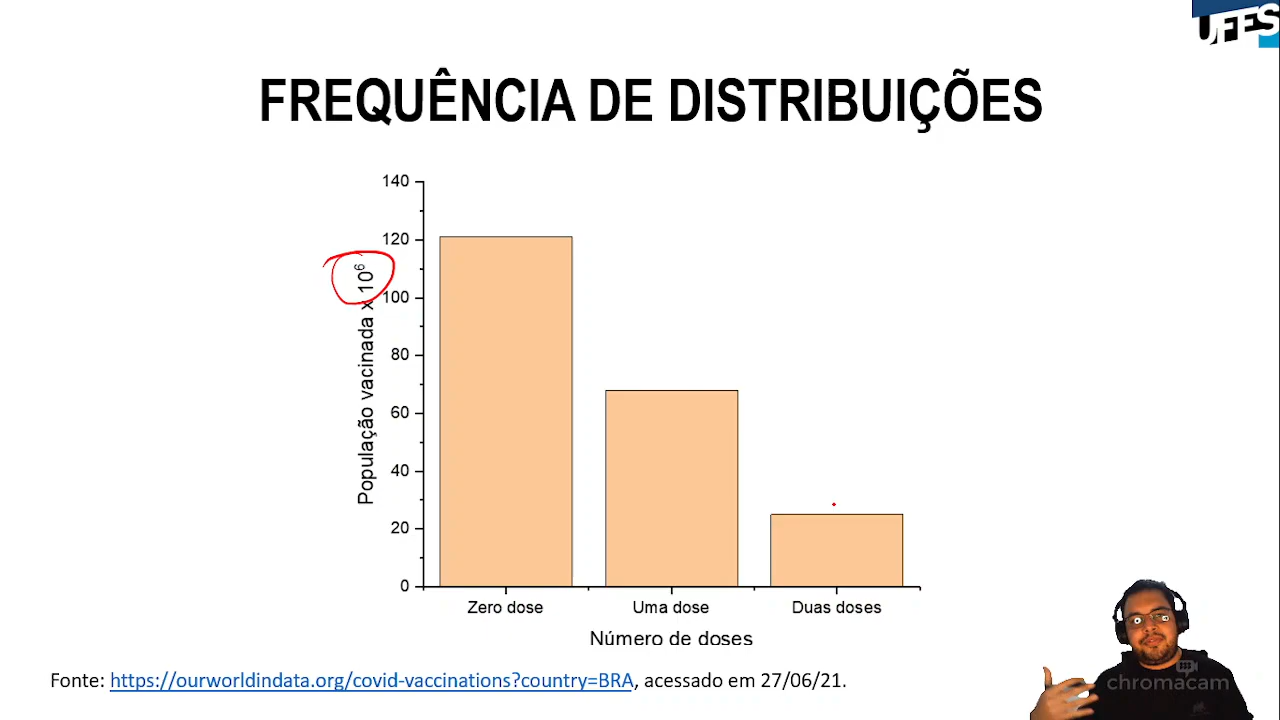 UFES
FREQUÊNCIA DE DISTRIBUIÇÕES
140
120
100
80
60
40
20
0
População vacinada x 10⁶
Zero dose Uma dose Duas doses
Número de doses
Fonte: https://ourworldindata.org/covid-vaccinations?country=BRA, acessado em 27/06/21.
chromacam